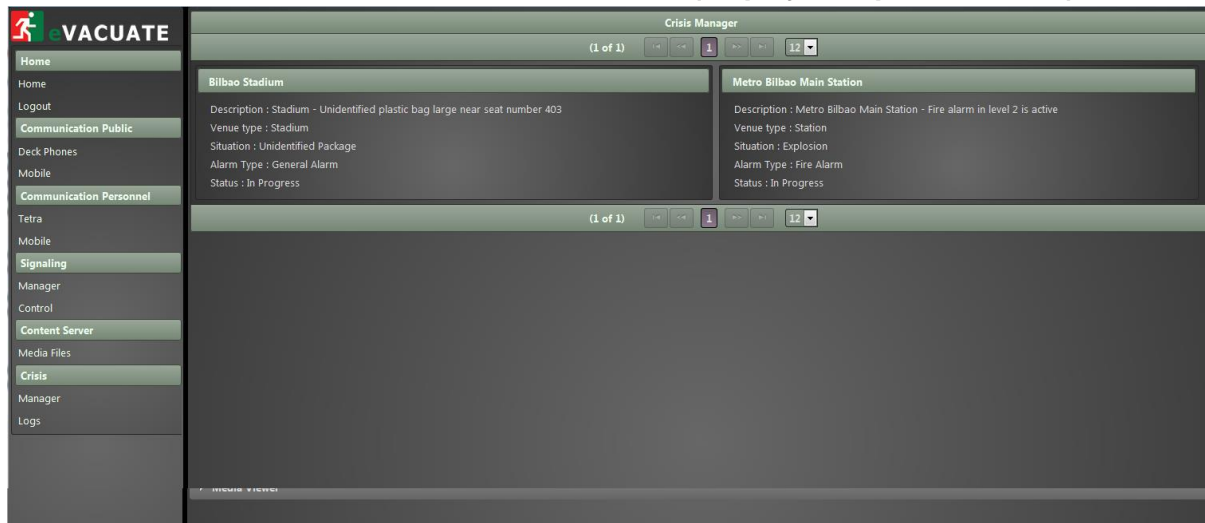 eVACUATE
Home
Home
Logout
Communication Public
Deck Phones
Mobile
Communication Personnel
Tetra
Mobile
Signaling
Manager
Control
Content Server
Media Files
Crisis
Manager
Logs
Crisis Manager
(1 of 1) 1 12
Bilbao Stadium
Description : Stadium - Unidentified plastic bag large near seat number 403
Venue type : Stadium
Situation : Unidentified Package
Alarm Type : General Alarm
Status : In Progress
Metro Bilbao Main Station
Description : Metro Bilbao Main Station - Fire alarm in level 2 is active
Venue type : Station
Situation : Explosion
Alarm Type : Fire Alarm
Status : In Progress
(1 of 1) 1 12
Media Viewer